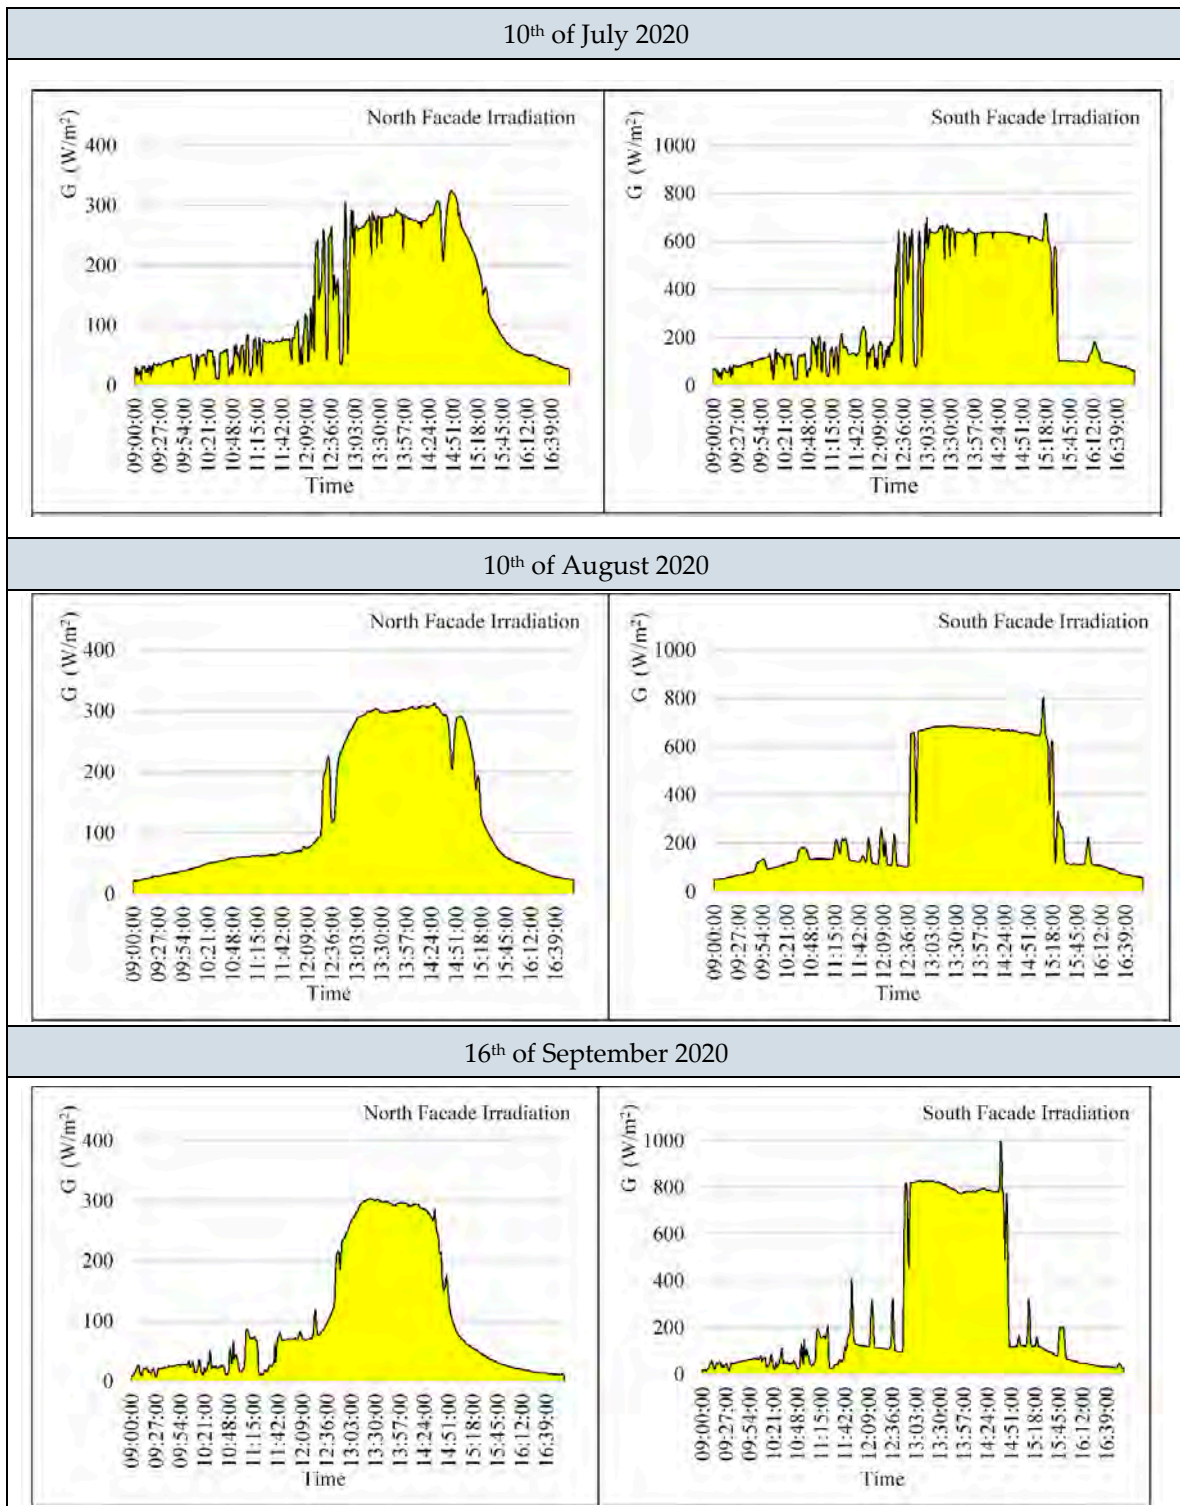 10th of July 2020
North Facade Irradiation
G (W/m²)
400
300
200
100
0
09:00:00 09:27:00 09:54:00 10:21:00 10:48:00 11:15:00 11:42:00 12:09:00 12:36:00 13:03:00 13:30:00 13:57:00 14:24:00 14:51:00 15:18:00 15:45:00 16:12:00 16:39:00
Time
South Facade Irradiation
G (W/m²)
1000
800
600
400
200
0
09:00:00 09:27:00 09:54:00 10:21:00 10:48:00 11:15:00 11:42:00 12:09:00 12:36:00 13:03:00 13:30:00 13:57:00 14:24:00 14:51:00 15:18:00 15:45:00 16:12:00 16:39:00
Time
10th of August 2020
North Facade Irradiation
G (W/m²)
400
300
200
100
0
09:00:00 09:27:00 09:54:00 10:21:00 10:48:00 11:15:00 11:42:00 12:09:00 12:36:00 13:03:00 13:30:00 13:57:00 14:24:00 14:51:00 15:18:00 15:45:00 16:12:00 16:39:00
Time
South Facade Irradiation
G (W/m²)
1000
800
600
400
200
0
09:00:00 09:27:00 09:54:00 10:21:00 10:48:00 11:15:00 11:42:00 12:09:00 12:36:00 13:03:00 13:30:00 13:57:00 14:24:00 14:51:00 15:18:00 15:45:00 16:12:00 16:39:00
Time
16th of September 2020
North Facade Irradiation
G (W/m²)
400
300
200
100
0
09:00:00 09:27:00 09:54:00 10:21:00 10:48:00 11:15:00 11:42:00 12:09:00 12:36:00 13:03:00 13:30:00 13:57:00 14:24:00 14:51:00 15:18:00 15:45:00 16:12:00 16:39:00
Time
South Facade Irradiation
G (W/m²)
1000
800
600
400
200
0
09:00:00 09:27:00 09:54:00 10:21:00 10:48:00 11:15:00 11:42:00 12:09:00 12:36:00 13:03:00 13:30:00 13:57:00 14:24:00 14:51:00 15:18:00 15:45:00 16:12:00 16:39:00
Time